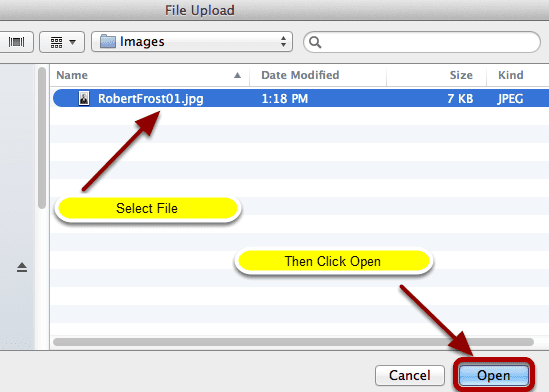 File Upload
Images
Name Date Modified Size Kind
RobertFrost01.jpg 1:18 PM 7 KB JPEG
Select File
Then Click Open
Cancel Open